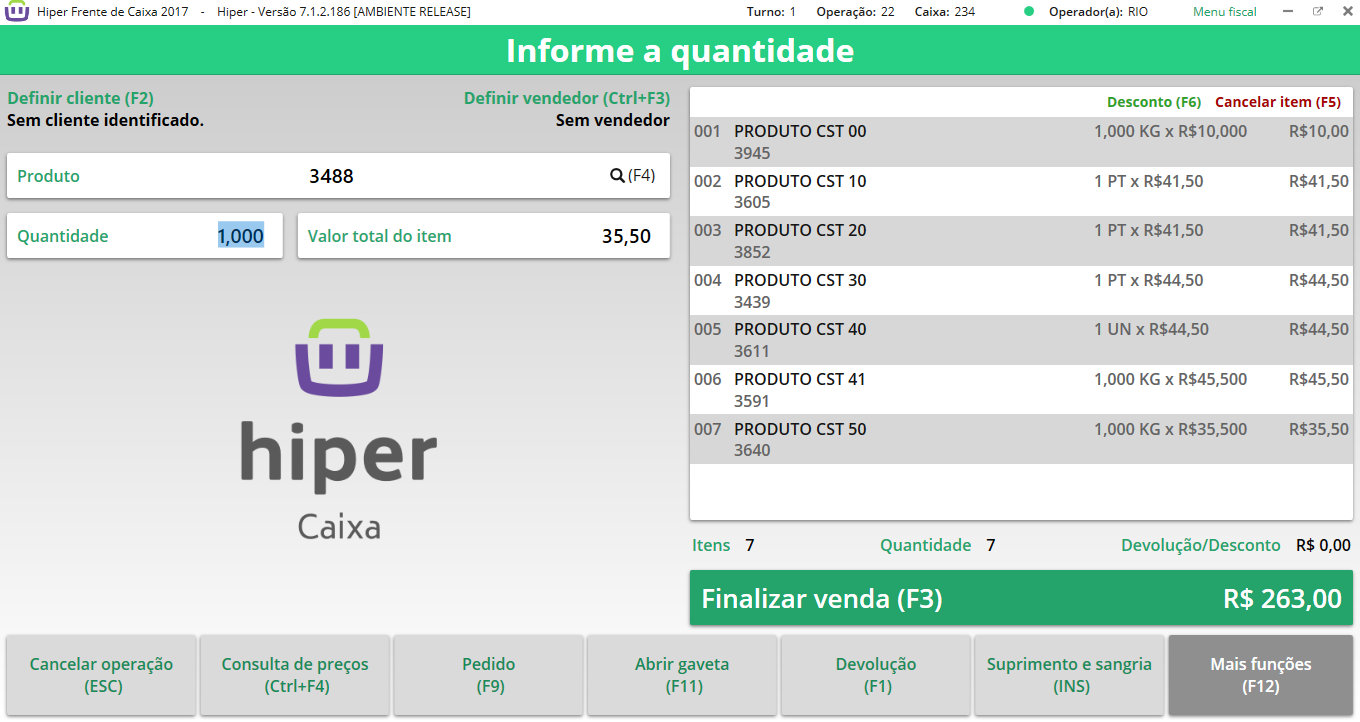 Hiper Frente de Caixa 2017 - Hiper - Versão 7.1.2.186 [AMBIENTE RELEASE] Turno: 1 Operação: 22 Caixa: 234 Operador(a): RIO Menu fiscal
Informe a quantidade
Definir cliente (F2) Definir vendedor (Ctrl+F3)
Sem cliente identificado. Sem vendedor
Produto 3488 (F4)
Quantidade 1,000 Valor total do item 35,50
hiper
Caixa
Desconto (F6) Cancelar item (F5)
001 PRODUTO CST 00 1,000 KG x R$10,000 R$10,00
3945
002 PRODUTO CST 10 1 PT x R$41,50 R$41,50
3605
003 PRODUTO CST 20 1 PT x R$41,50 R$41,50
3852
004 PRODUTO CST 30 1 PT x R$44,50 R$44,50
3439
005 PRODUTO CST 40 1 UN x R$44,50 R$44,50
3611
006 PRODUTO CST 41 1,000 KG x R$45,500 R$45,50
3591
007 PRODUTO CST 50 1,000 KG x R$35,500 R$35,50
3640
Itens 7 Quantidade 7 Devolução/Desconto R$ 0,00
Finalizar venda (F3) R$ 263,00
Cancelar operação
(ESC)
Consulta de preços
(Ctrl+F4)
Pedido
(F9)
Abrir gaveta
(F11)
Devolução
(F1)
Suprimento e sangria
(INS)
Mais funções
(F12)